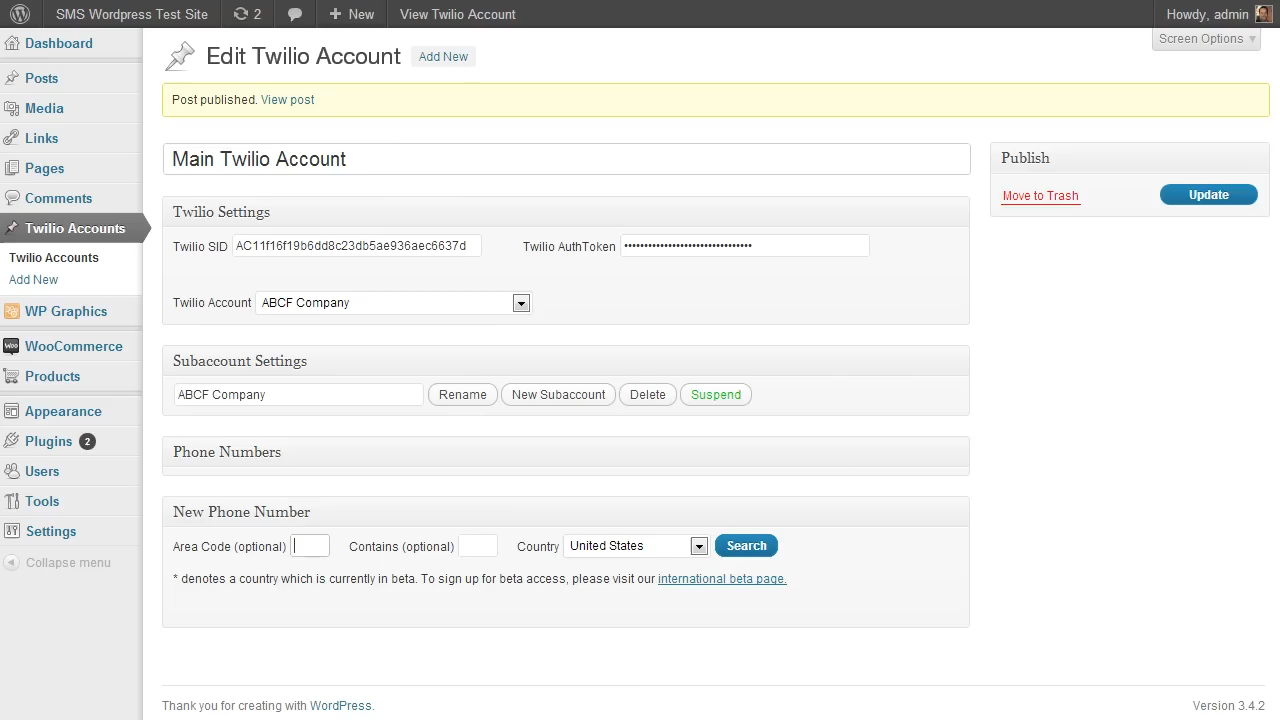 SMS Wordpress Test Site 2 New View Twilio Account Howdy, admin
Screen Options
Dashboard
Posts
Media
Links
Pages
Comments
Twilio Accounts
Twilio Accounts
Add New
WP Graphics
Woo WooCommerce
Products
Appearance
Plugins 2
Users
Tools
Settings
Collapse menu
Edit Twilio Account Add New
Post published. View post
Main Twilio Account
Twilio Settings
Twilio SID AC11f16f19b6dd8c23db5ae936aec6637d Twilio AuthToken ••••••••••••••••••••••••••••••••
Twilio Account ABCF Company
Subaccount Settings
ABCF Company Rename New Subaccount Delete Suspend
Phone Numbers
New Phone Number
Area Code (optional) Contains (optional) Country United States Search
* denotes a country which is currently in beta. To sign up for beta access, please visit our international beta page.
Publish
Move to Trash Update
Thank you for creating with WordPress. Version 3.4.2